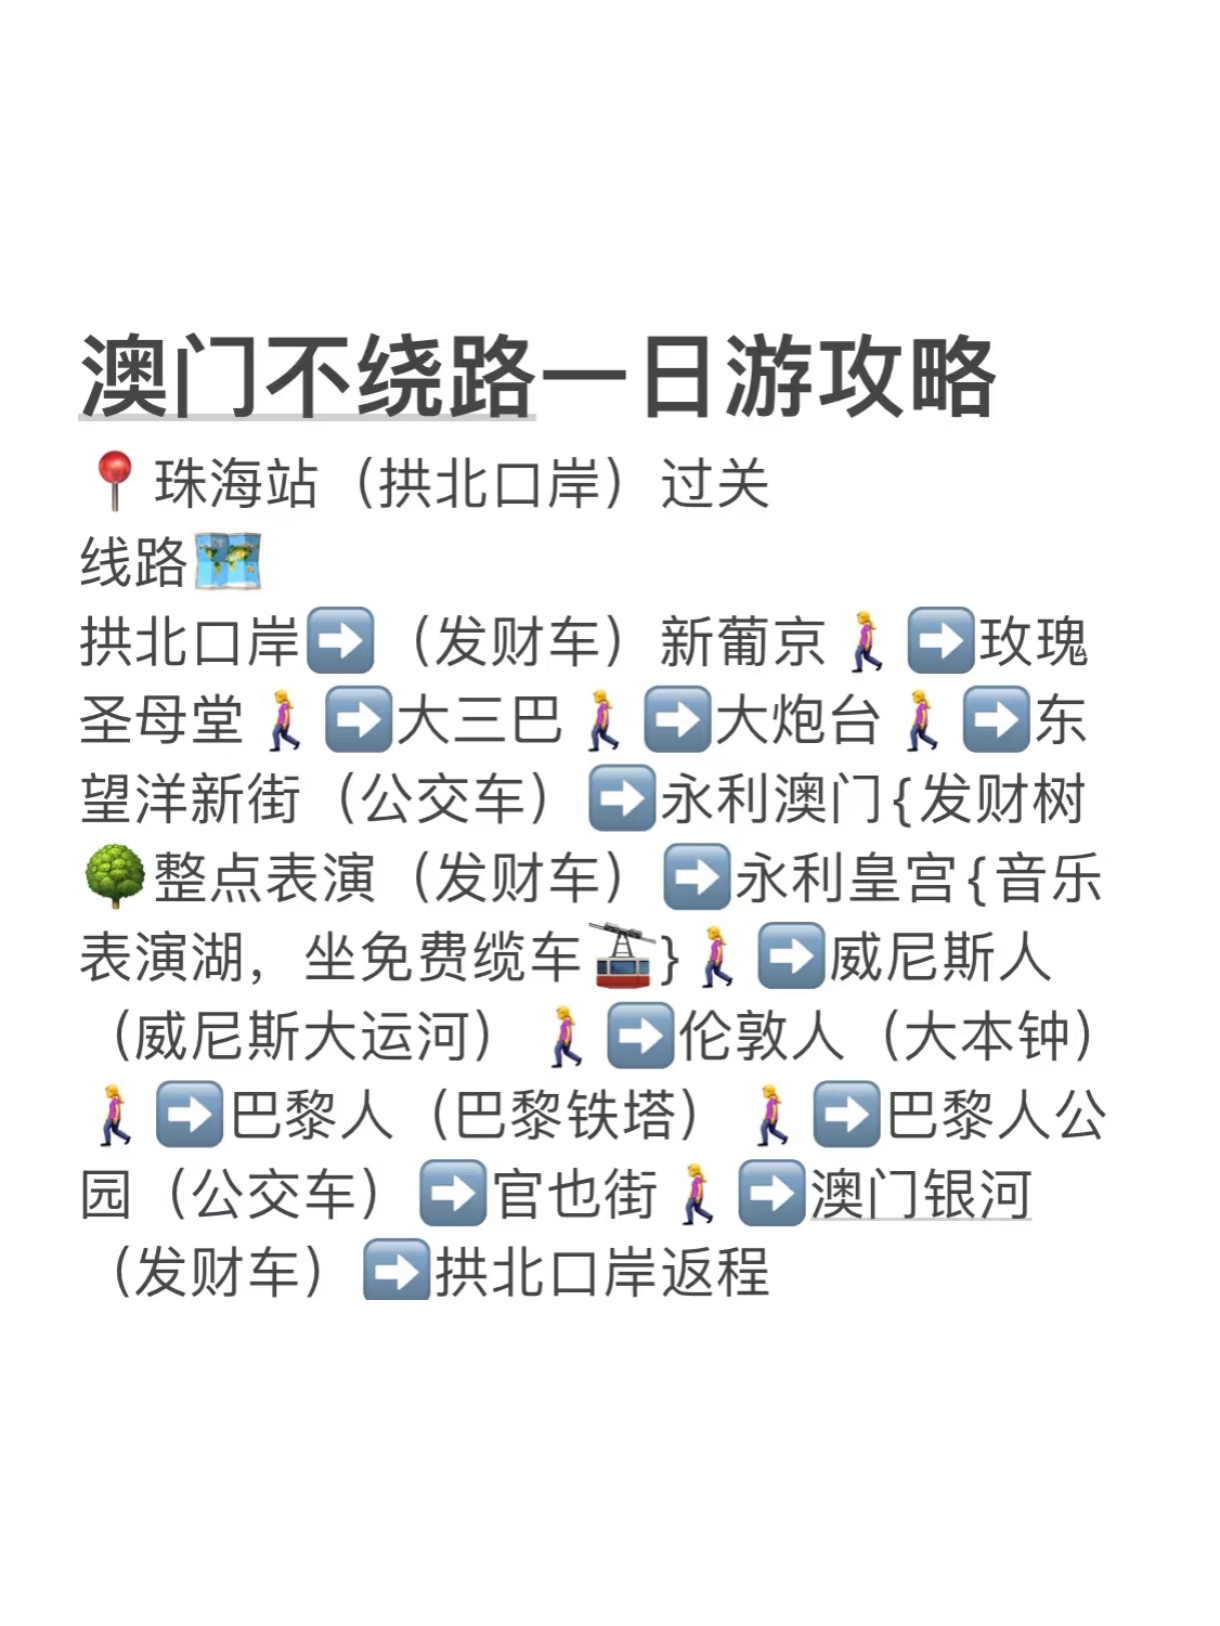 澳门不绕路一日游攻略
📍珠海站（拱北口岸）过关
线路🗺️
拱北口岸➡️（发财车）新葡京🚶‍♀️➡️玫瑰
圣母堂🚶‍♀️➡️大三巴🚶‍♀️➡️大炮台🚶‍♀️➡️东
望洋新街（公交车）➡️永利澳门{发财树
🌳整点表演（发财车）➡️永利皇宫{音乐
表演湖，坐免费缆车🚡}🚶‍♀️➡️威尼斯人
（威尼斯大运河）🚶‍♀️➡️伦敦人（大本钟）
🚶‍♀️➡️巴黎人（巴黎铁塔）🚶‍♀️➡️巴黎人公
园（公交车）➡️官也街🚶‍♀️➡️澳门银河
（发财车）➡️拱北口岸返程